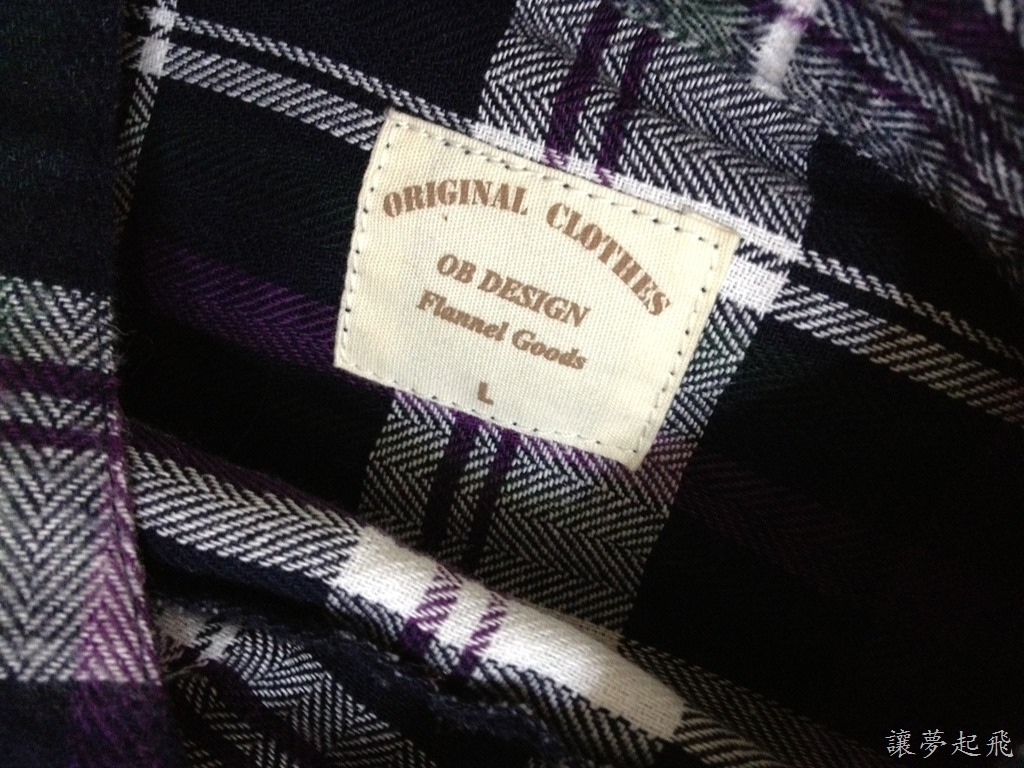 ORIGINAL CLOTHES
OB DESIGN
Flannel Goods
L
讓夢起飛